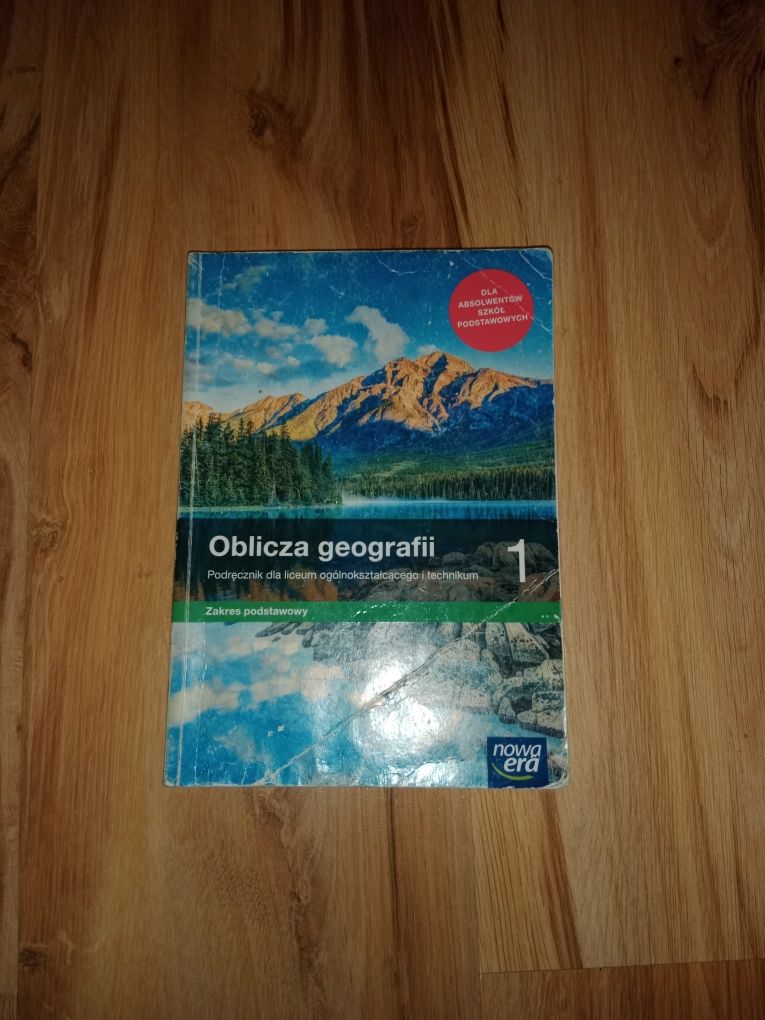 DLA
ABSOLWENTÓW
SZKÓŁ
PODSTAWOWYCH
Oblicza geografii 1
Podręcznik dla liceum ogólnokształcącego i technikum
Zakres podstawowy
nowa
era